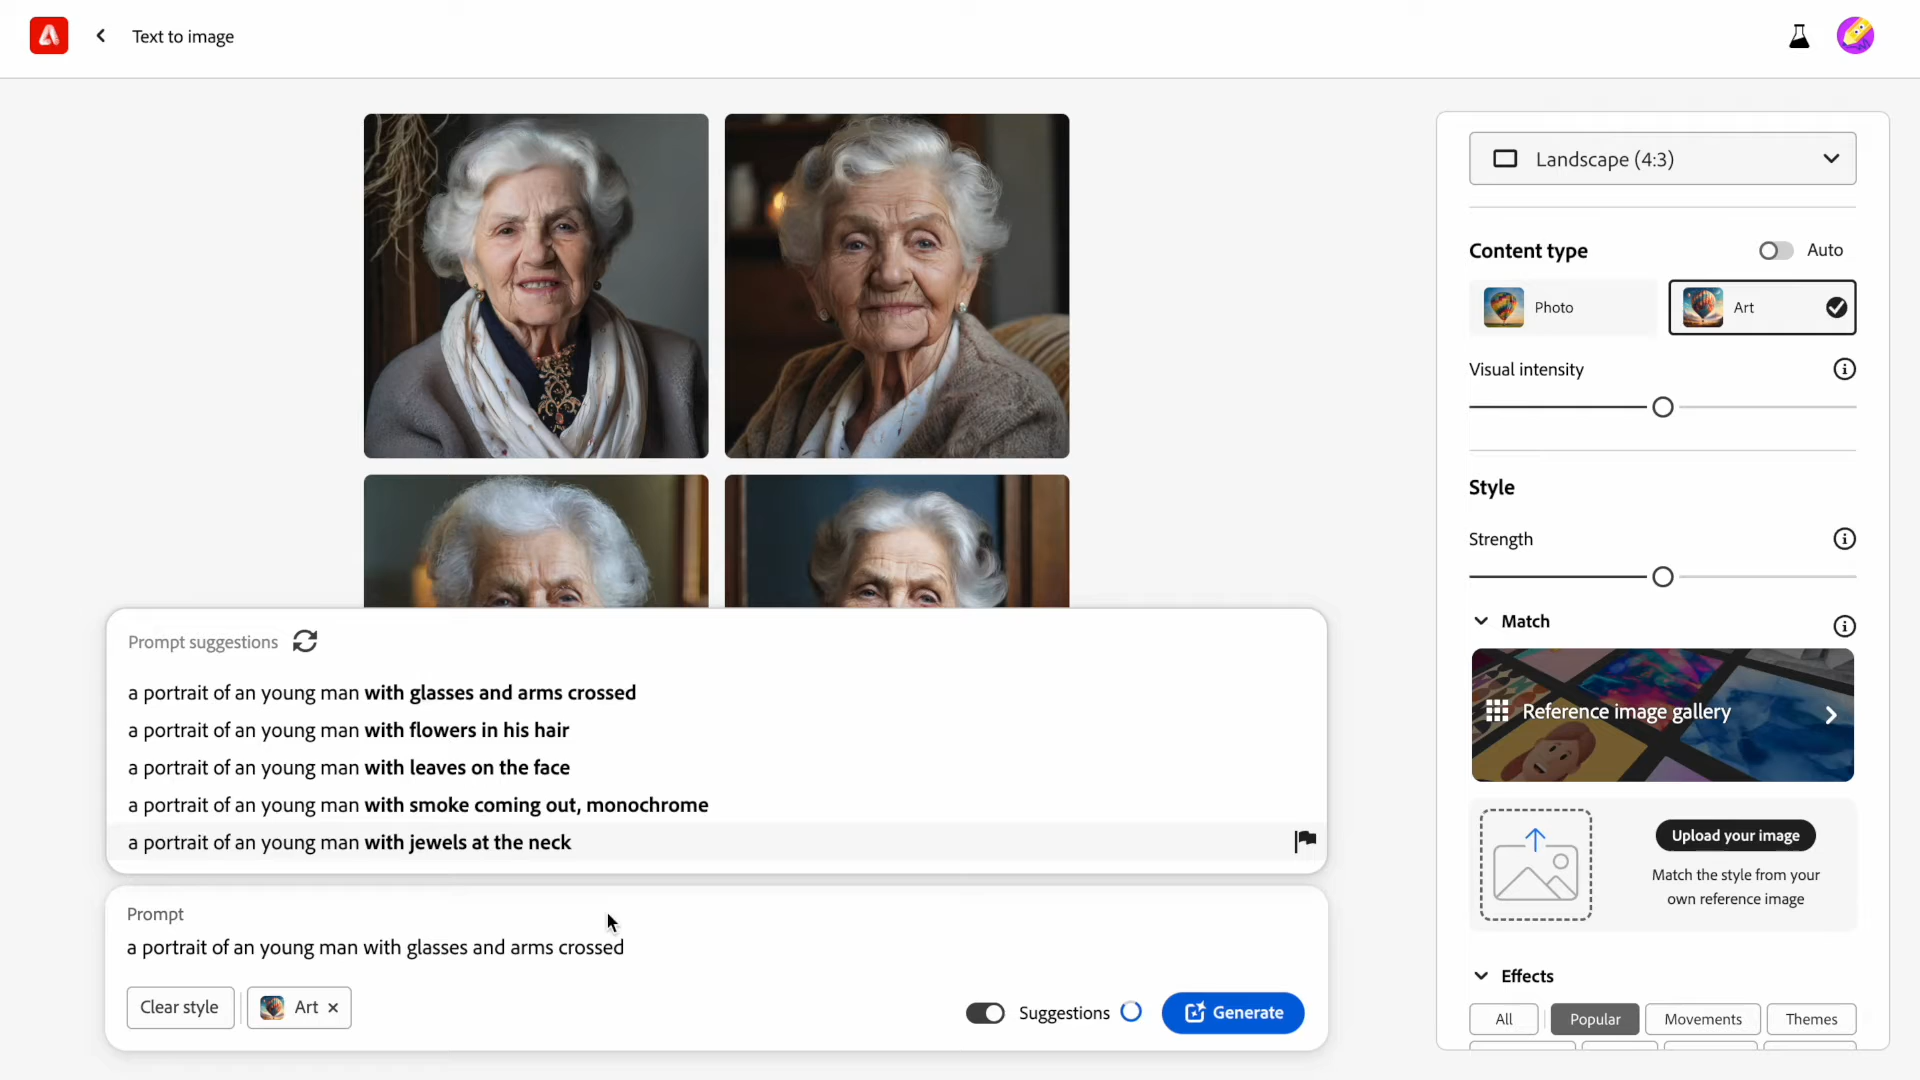 Text to image
Landscape (4:3)
Content type
Auto
Photo
Art
Visual intensity
Style
Strength
Match
Reference image gallery
Upload your image
Match the style from your
own reference image
Effects
All
Popular
Movements
Themes
Prompt suggestions
a portrait of an young man with glasses and arms crossed
a portrait of an young man with flowers in his hair
a portrait of an young man with leaves on the face
a portrait of an young man with smoke coming out, monochrome
a portrait of an young man with jewels at the neck
Prompt
a portrait of an young man with glasses and arms crossed
Clear style
Art
Suggestions
Generate